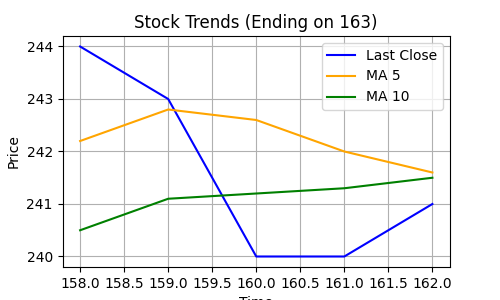 Stock Trends (Ending on 163)
Last Close
MA 5
MA 10
Price
244
243
242
241
240
158.0 158.5 159.0 159.5 160.0 160.5 161.0 161.5 162.0
Time